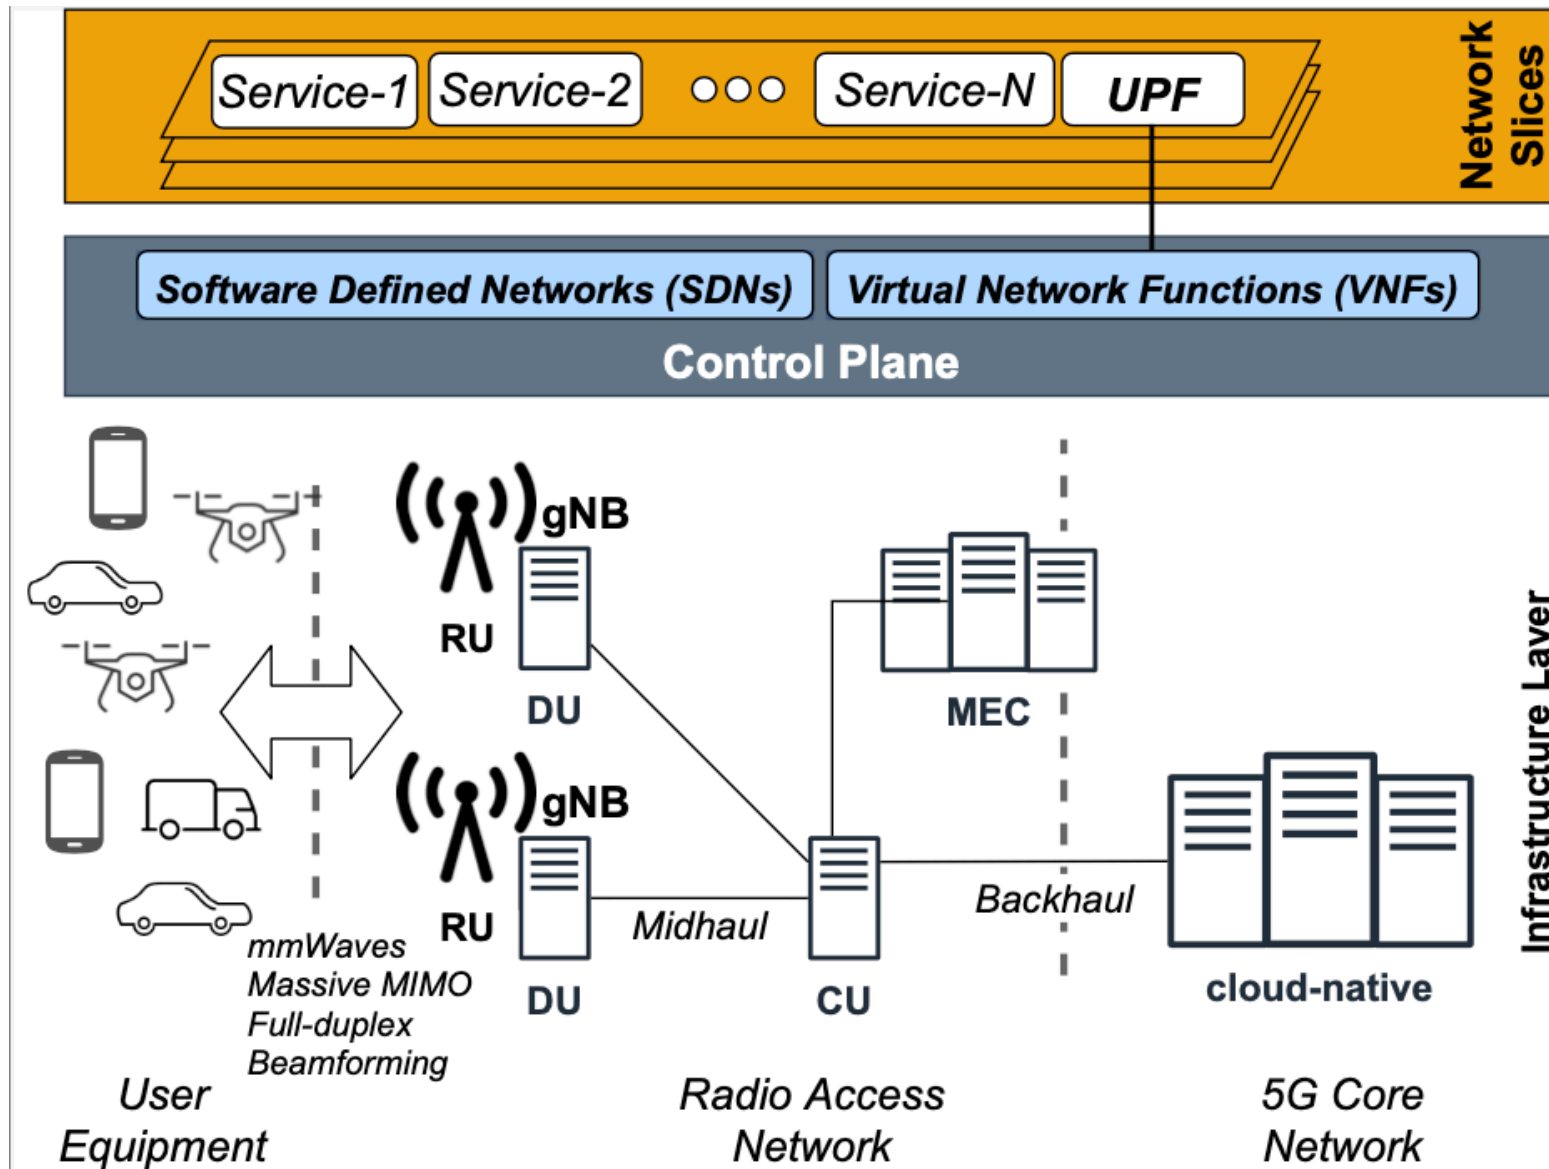 Service-1
Service-2
Service-N
UPF
Network
Slices
Software Defined Networks (SDNs)
Virtual Network Functions (VNFs)
Control Plane
gNB
RU
DU
MEC
gNB
RU
DU
Midhaul
CU
Backhaul
cloud-native
Infrastructure Layer
mmWaves
Massive MIMO
Full-duplex
Beamforming
User
Equipment
Radio Access
Network
5G Core
Network